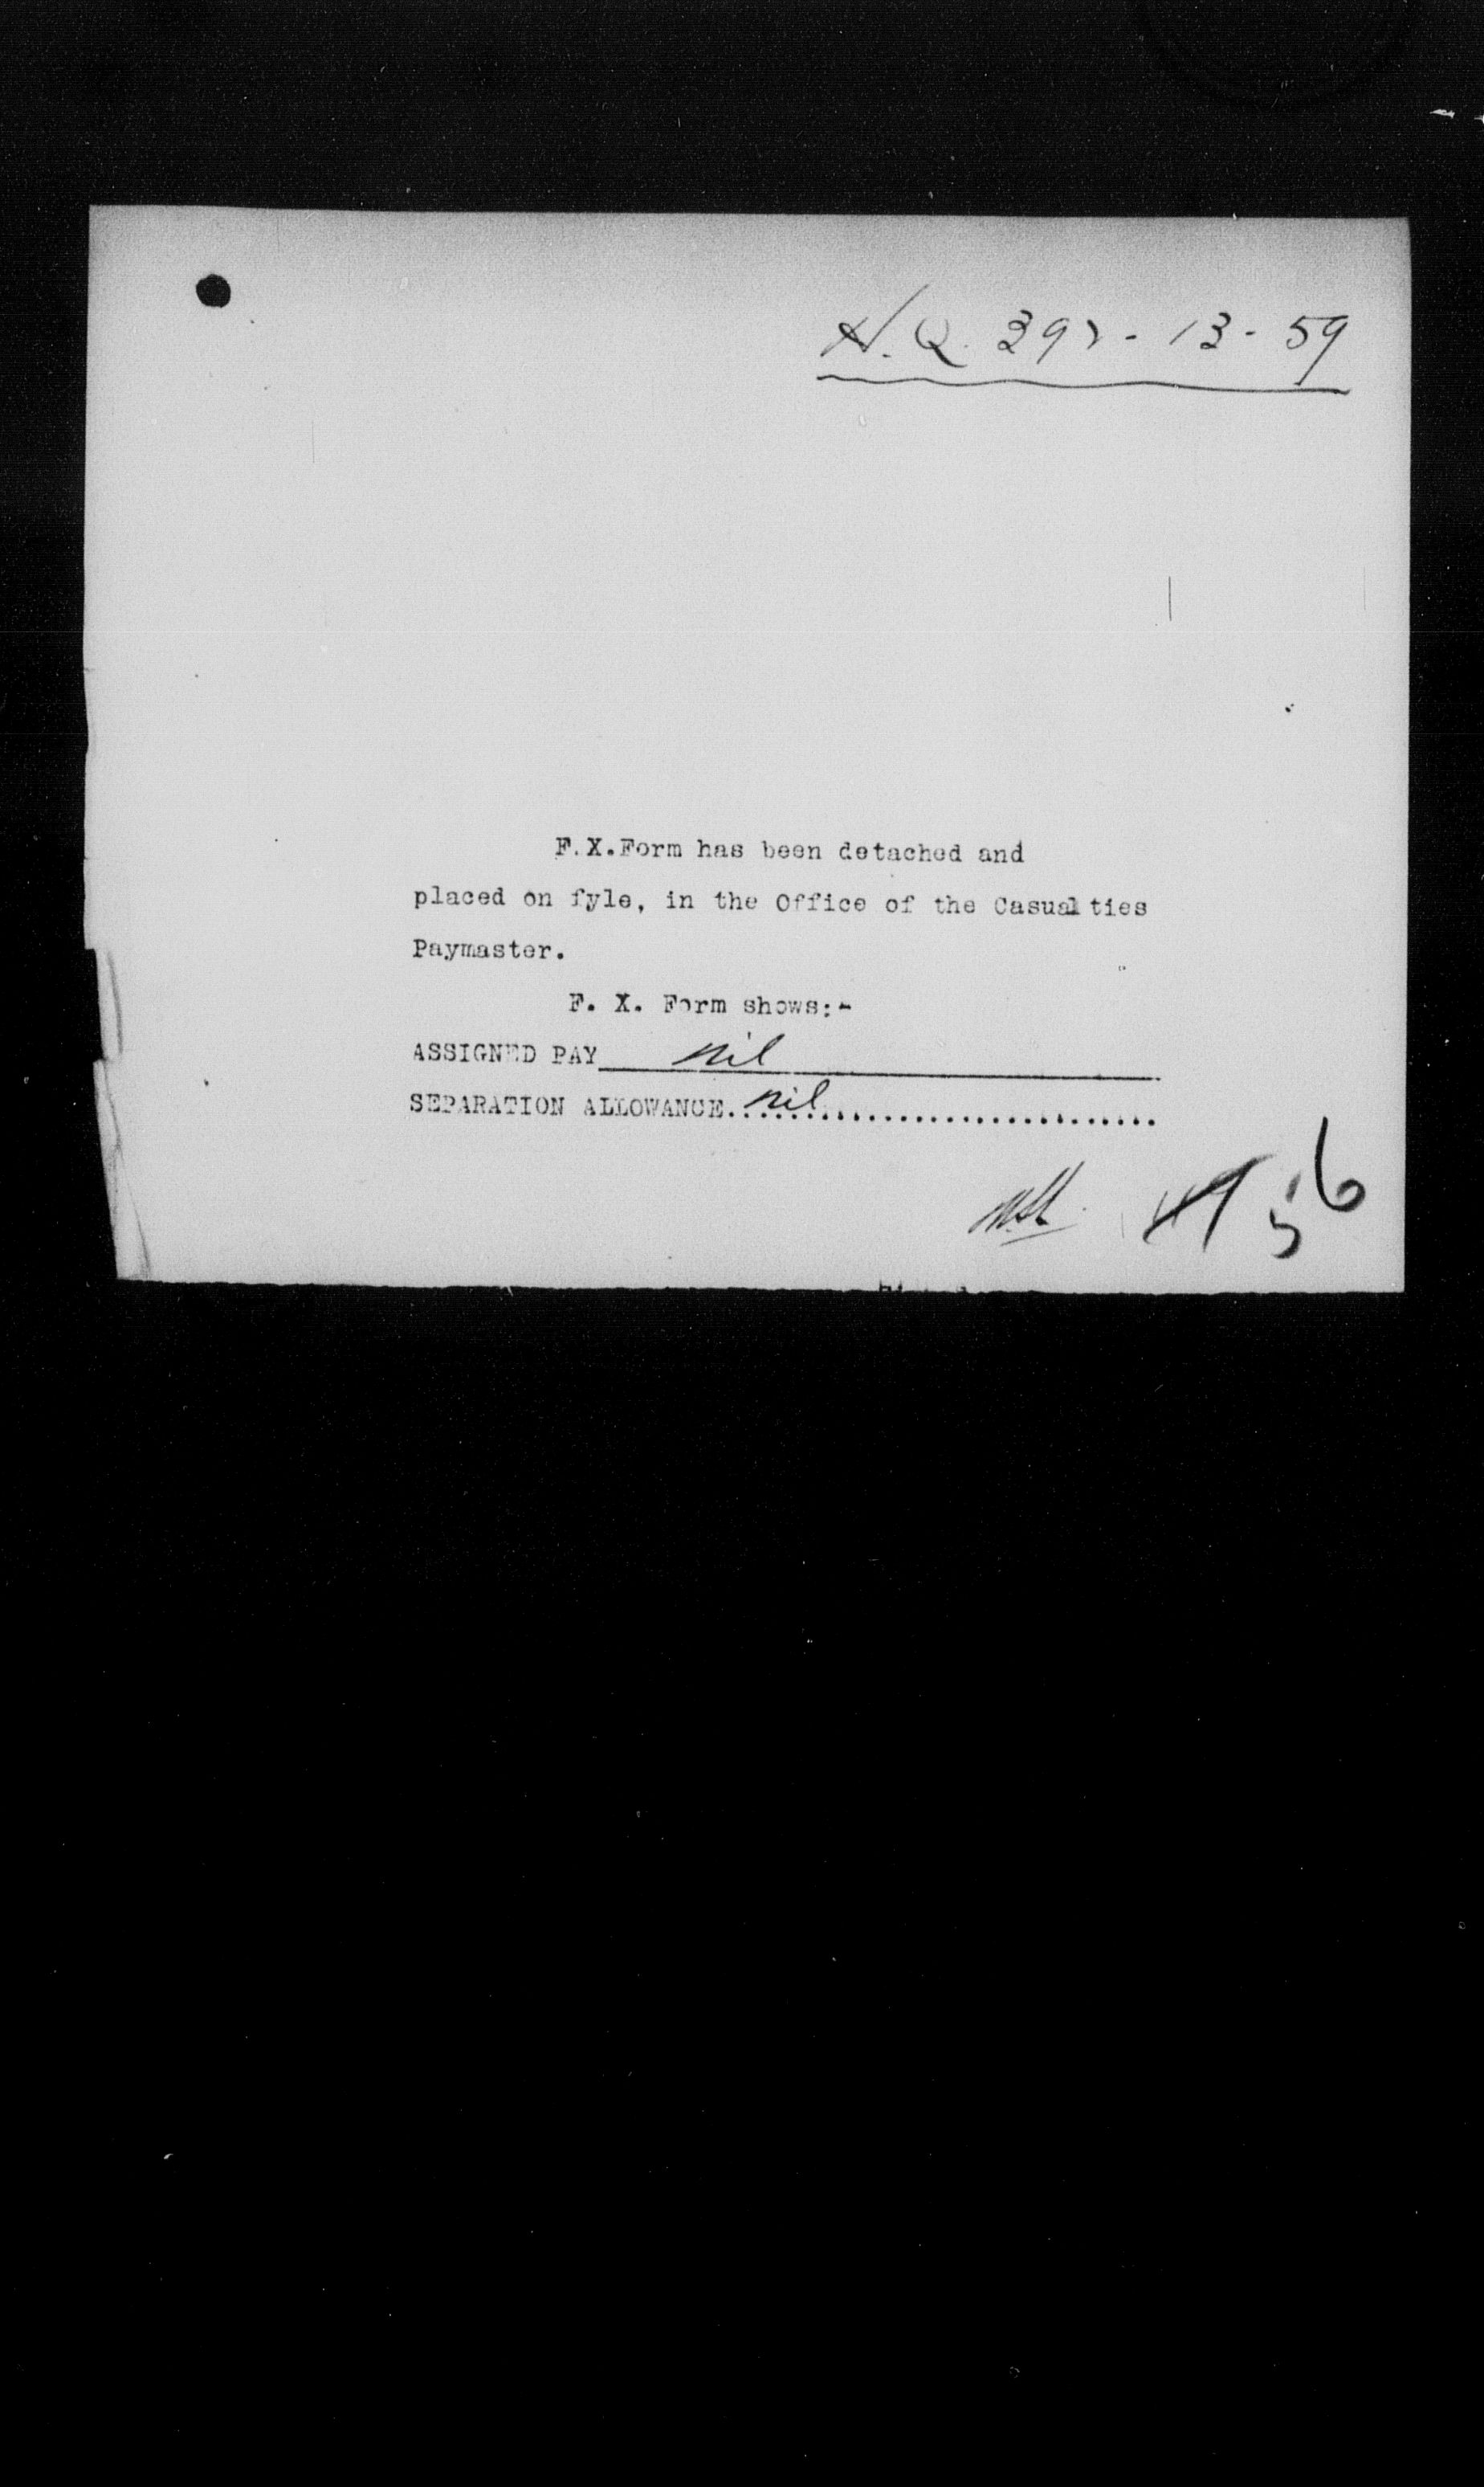 H.Q. 392-13-59
F.X.Form has been detached and
placed on fyle, in the Office of the Casualties
Paymaster.
F. X. Form shows:-
ASSIGNED PAY nil
SEPARATION ALLOWANCE. nil